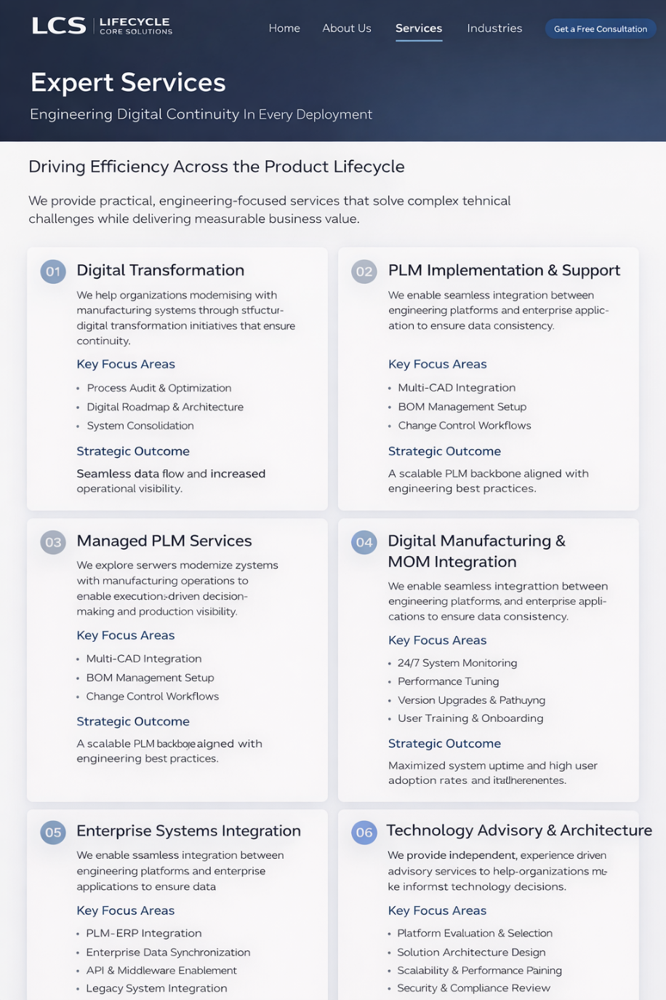 LCS | LIFECYCLE
CORE SOLUTIONS
Home About Us Services Industries Get a Free Consultation
Expert Services
Engineering Digital Continuity In Every Deployment
Driving Efficiency Across the Product Lifecycle
We provide practical, engineering-focused services that solve complex tehnical
challenges while delivering measurable business value.
01 Digital Transformation
We help organizations modemising with
manufacturing systems through stfuctur-
digital transformation initiatives that ensure
continuity.
Key Focus Areas
• Process Audit & Optimization
• Digital Roadmap & Architecture
• System Consolidation
Strategic Outcome
Seamless data flow and increased
operational visibility.
02 PLM Implementation & Support
We enable seamless integration between
engineering platforms and enterprise applic-
ation to ensure data consistency.
Key Focus Areas
• Multi-CAD Integration
• BOM Management Setup
• Change Control Workflows
Strategic Outcome
A scalable PLM backbone aligned with
engineering best practices.
03 Managed PLM Services
We explore serwers modemize zystems
with manufacturing operations to
enable execution:-driven decision-
making and production visibility.
Key Focus Areas
• Multi-CAD Integration
• BOM Management Setup
• Change Control Workflows
Strategic Outcome
A scalable PLM aigned with
engineering best practices.
04 Digital Manufacturing &
MOM Integration
We enable seamless integrattion between
engineering platforms, and enterprise appli-
cations to ensure data consistency.
Key Focus Areas
• 24/7 System Monitoring
• Performance Tuning
• Version Upgrades & Pathuyng
• User Training & Onboarding
Strategic Outcome
Maximized system uptime and high user
adoption rates and
05 Enterprise Systems Integration
We enable ssamless integration between
engineering platforms and enterprise
applications to ensure data
Key Focus Areas
• PLM-ERP Integration
• Enterprise Data Synchronization
• API & Middleware Enablement
• Legacy System Integration
06 Technology Advisory & Architecture
We provide independent, experience driven
advisory services to help-organizations
ke informst technology decisions.
Key Focus Areas
• Platform Evaluation & Selection
• Solution Architecture Design
• Scalability & Performance Paining
• Security & Compliance Review